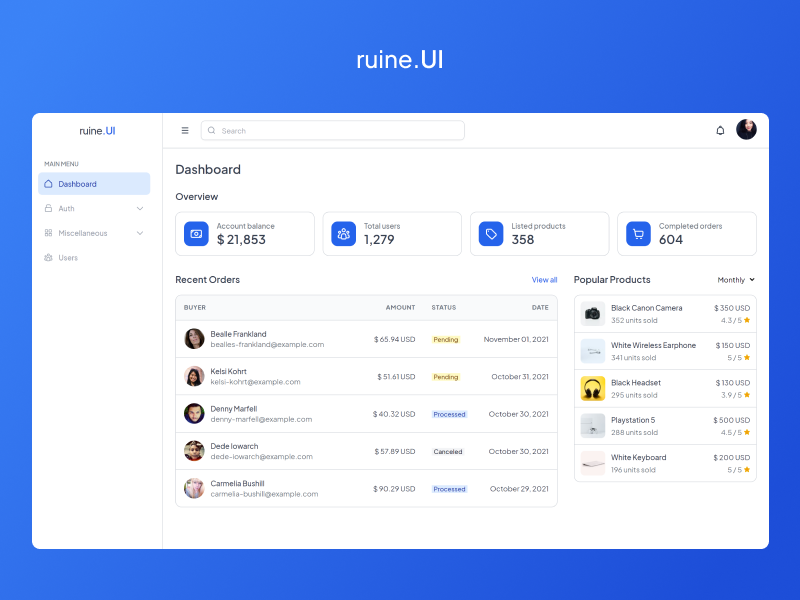 ruine.UI
ruine.UI
Search
MAIN MENU
Dashboard
Auth
Miscellaneous
Users
Dashboard
Overview
Account balance
$ 21,853
Total users
1,279
Listed products
358
Completed orders
604
Recent Orders
View all
BUYER AMOUNT STATUS DATE
Bealle Frankland
bealles-frankland@example.com
$ 65.94 USD Pending November 01, 2021
Kelsi Kohrt
kelsi-kohrt@example.com
$ 51.61 USD Pending October 31, 2021
Denny Marfell
denny-marfell@example.com
$ 40.32 USD Processed October 30, 2021
Dede Iowarch
dede-iowarch@example.com
$ 57.89 USD Canceled October 30, 2021
Carmelia Bushill
carmelia-bushill@example.com
$ 90.29 USD Processed October 29, 2021
Popular Products
Monthly
Black Canon Camera $ 350 USD
352 units sold 4.3 / 5
White Wireless Earphone $ 150 USD
341 units sold 5 / 5
Black Headset $ 130 USD
295 units sold 3.9 / 5
Playstation 5 $ 500 USD
288 units sold 4.5 / 5
White Keyboard $ 200 USD
196 units sold 5 / 5